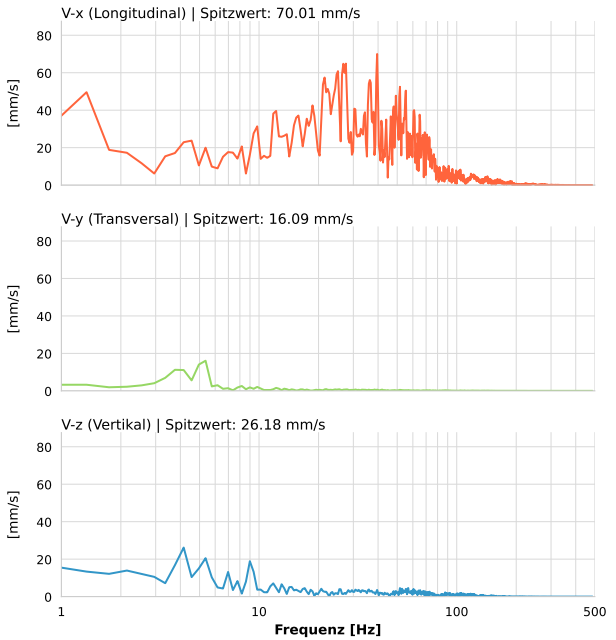 V-x (Longitudinal) | Spitzwert: 70.01 mm/s
80
60
40
20
0
[mm/s]
V-y (Transversal) | Spitzwert: 16.09 mm/s
80
60
40
20
0
[mm/s]
V-z (Vertikal) | Spitzwert: 26.18 mm/s
80
60
40
20
0
[mm/s]
1 10 100 500
Frequenz [Hz]